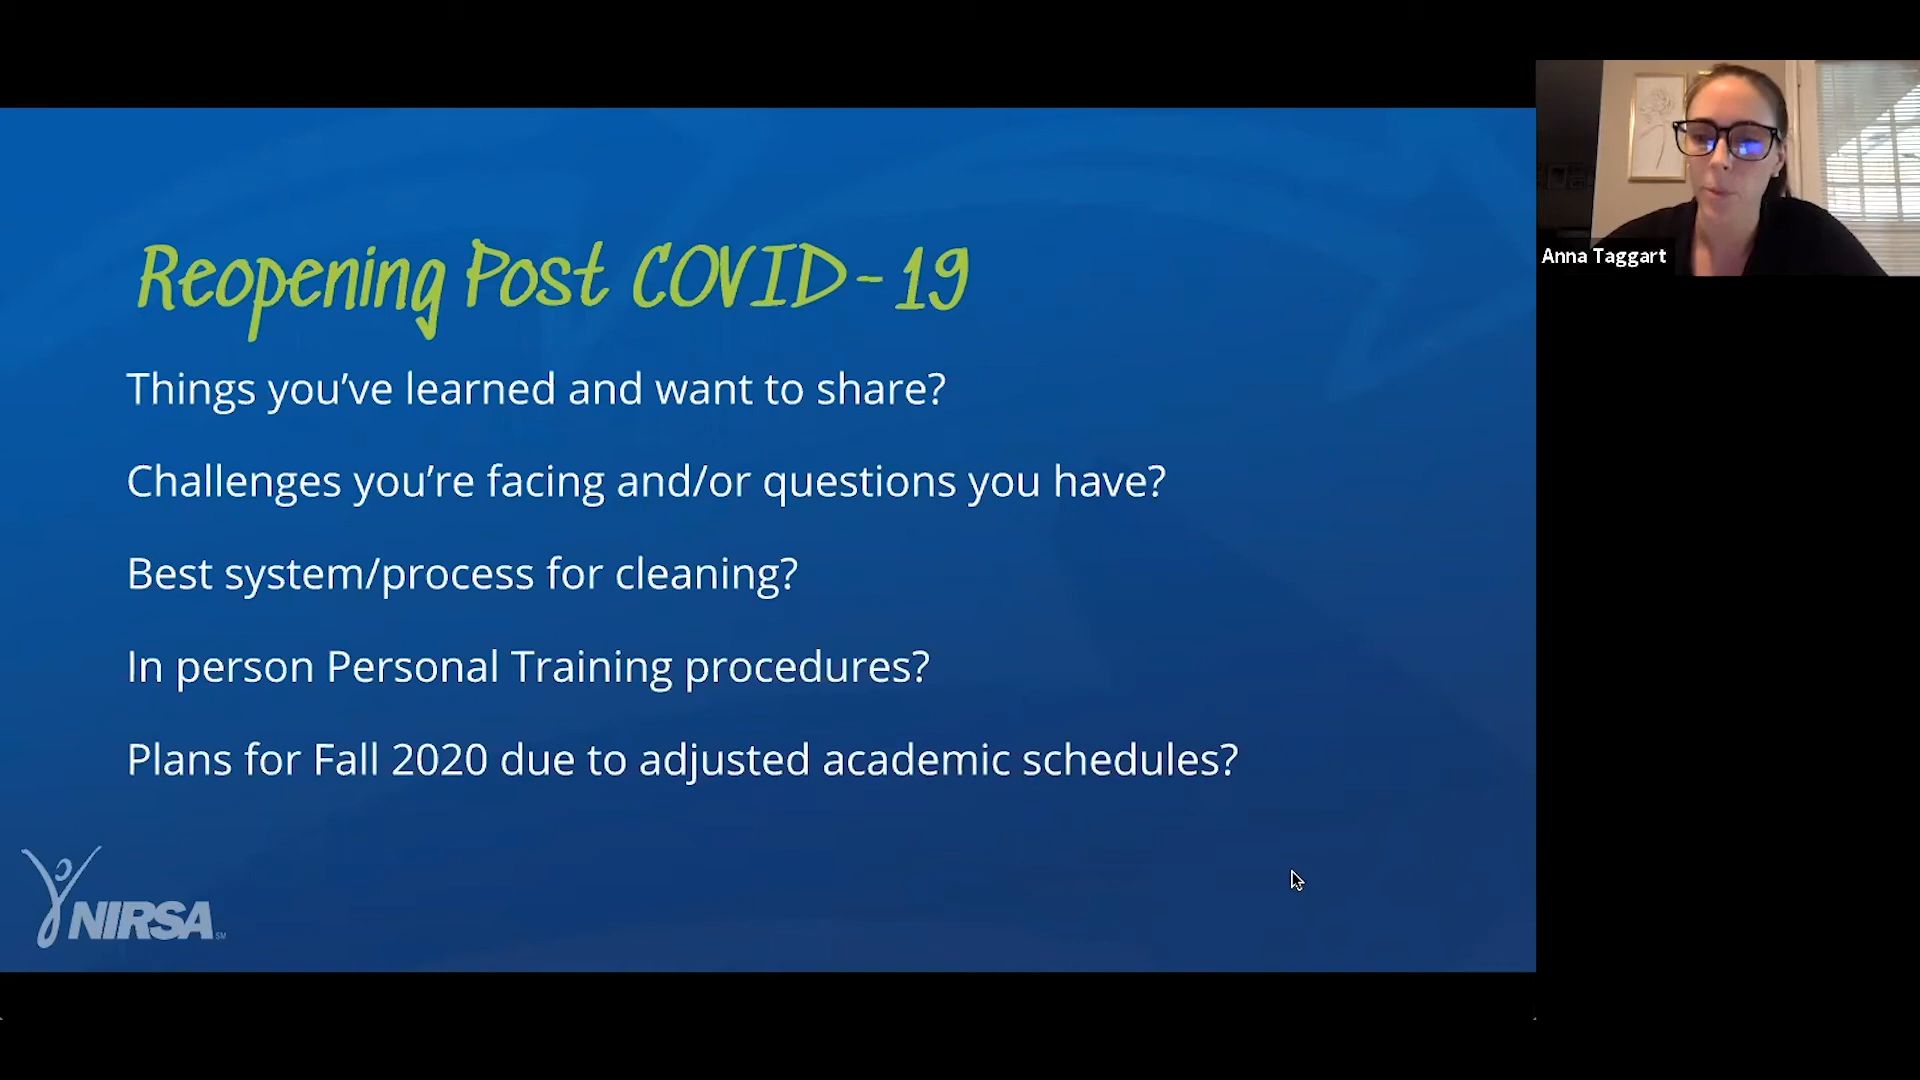 Reopening Post COVID-19
Things you’ve learned and want to share?
Challenges you’re facing and/or questions you have?
Best system/process for cleaning?
In person Personal Training procedures?
Plans for Fall 2020 due to adjusted academic schedules?
NIRSA SM
Anna Taggart